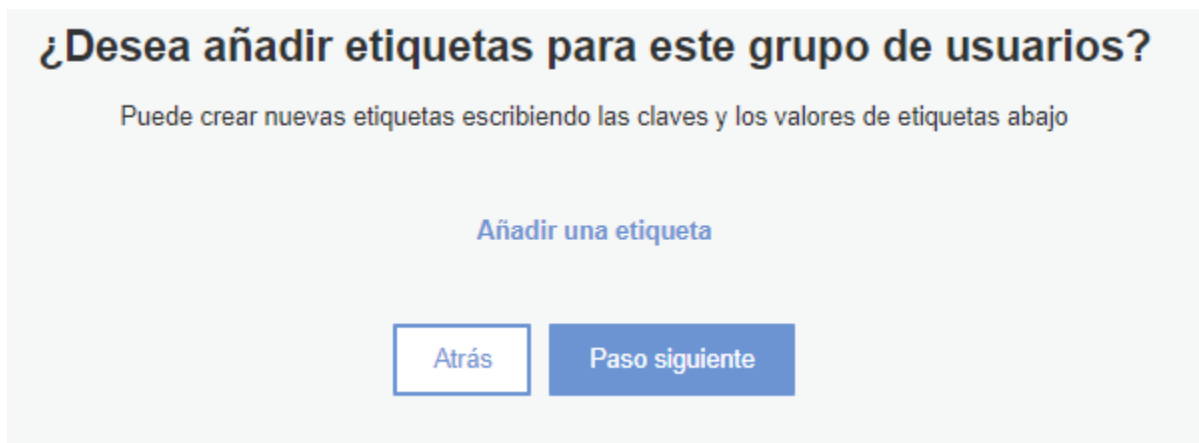 ¿Desea añadir etiquetas para este grupo de usuarios?
Puede crear nuevas etiquetas escribiendo las claves y los valores de etiquetas abajo
Añadir una etiqueta
Atrás
Paso siguiente